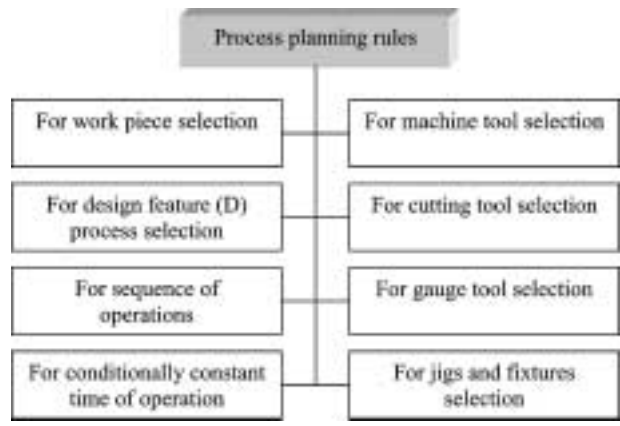 Process planning rules
For work piece selection
For machine tool selection
For design feature (D)
process selection
For cutting tool selection
For sequence of
operations
For gauge tool selection
For conditionally constant
time of operation
For jigs and fixtures
selection